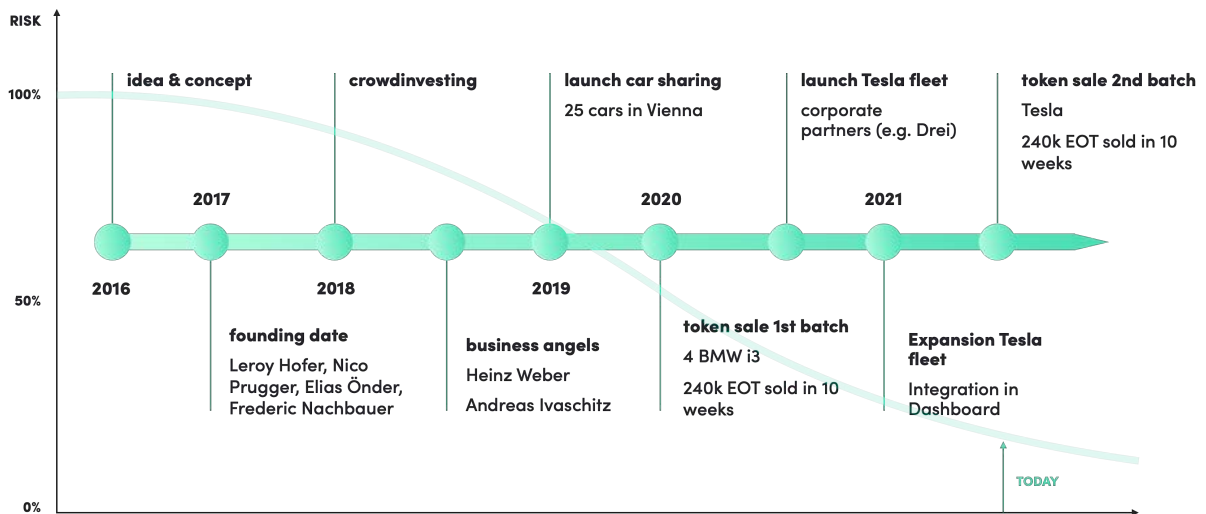 RISK
100%
50%
0%
idea & concept
2016
2017
founding date
Leroy Hofer, Nico
Prugger, Elias Önder,
Frederic Nachbauer
crowdinvesting
2018
business angels
Heinz Weber
Andreas Ivaschitz
launch car sharing
25 cars in Vienna
2019
2020
token sale 1st batch
4 BMW i3
240k EOT sold in 10
weeks
launch Tesla fleet
corporate
partners (e.g. Drei)
2021
Expansion Tesla
fleet
Integration in
Dashboard
token sale 2nd batch
Tesla
240k EOT sold in 10
weeks
TODAY